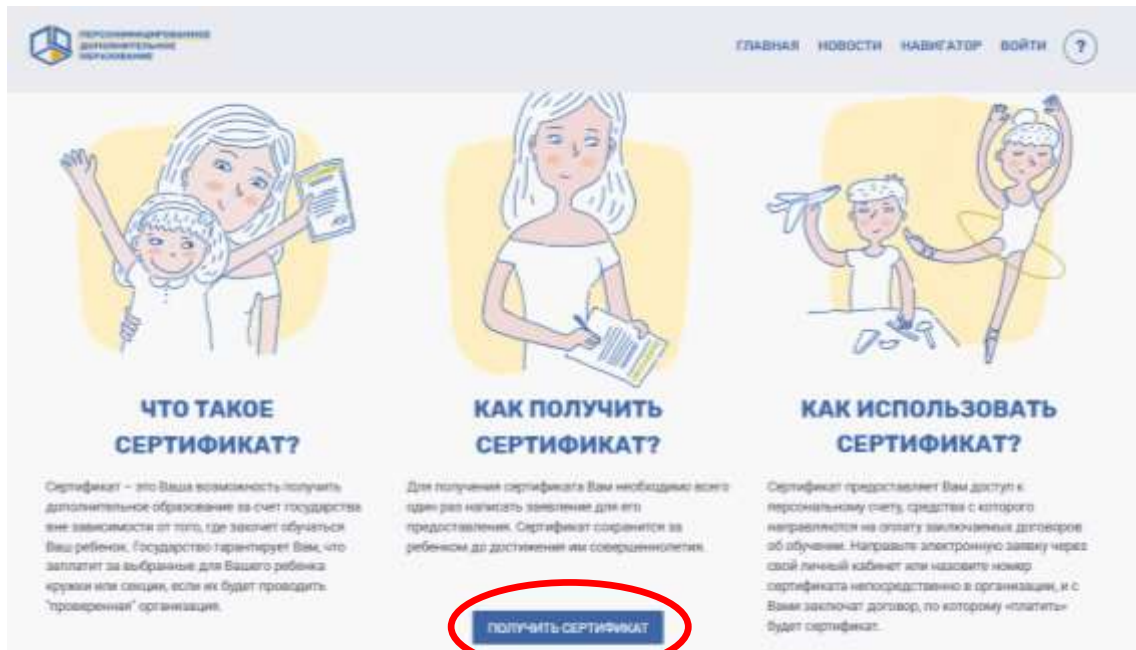 ПЕРСОНИФИЦИРОВАННОЕ
ДОПОЛНИТЕЛЬНОЕ
ОБРАЗОВАНИЕ
ГЛАВНАЯ НОВОСТИ НАВИГАТОР ВОЙТИ ?
ЧТО ТАКОЕ
СЕРТИФИКАТ?
Сертификат – это Ваша возможность получить
дополнительное образование за счет государства
вне зависимости от того, где захочет обучаться
Ваш ребенок. Государство гарантирует Вам, что
заплатит за выбранные для Вашего ребенка
кружки или секции, если их будет проводить
"проверенная" организация.
КАК ПОЛУЧИТЬ
СЕРТИФИКАТ?
Для получения сертификата Вам необходимо всего
один раз написать заявление для его
предоставления. Сертификат сохранится за
ребенком до достижения им совершеннолетия.
ПОЛУЧИТЬ СЕРТИФИКАТ
КАК ИСПОЛЬЗОВАТЬ
СЕРТИФИКАТ?
Сертификат предоставляет Вам доступ к
персональному счету, средства с которого
направляются на оплату заключаемых договоров
об обучении. Направьте электронную заявку через
свой личный кабинет или назовите номер
сертификата непосредственно в организации, и с
Вами заключат договор, по которому «платить»
будет сертификат.